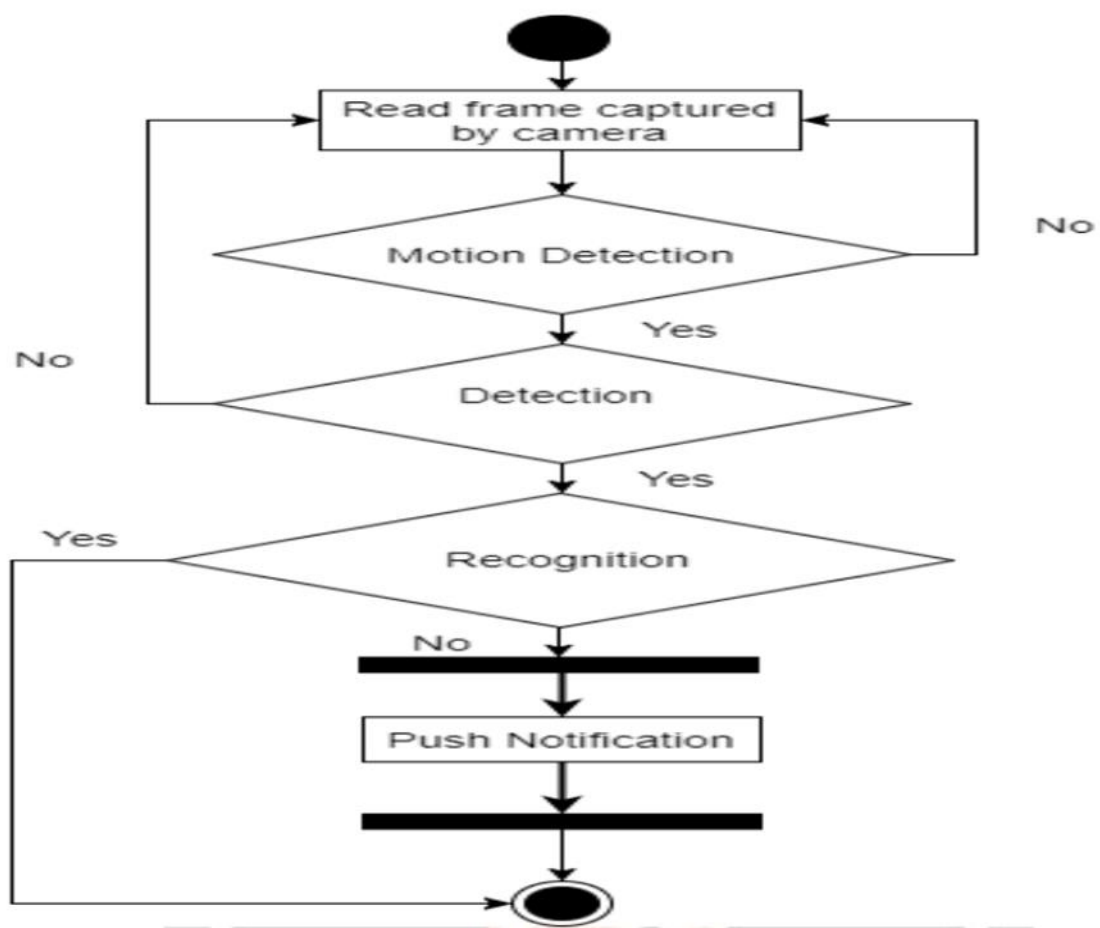 Read frame captured
by camera
No
Motion Detection
Yes
No
Detection
Yes
Yes
Recognition
No
Push Notification